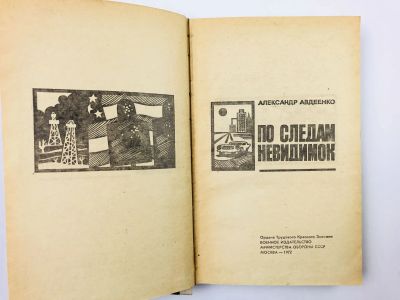 АЛЕКСАНДР АВДЕЕНКО
ПО СЛЕДАМ
НЕВИДИМОК
Ордена Трудового Красного Знамени
ВОЕННОЕ ИЗДАТЕЛЬСТВО
МИНИСТЕРСТВА ОБОРОНЫ СССР
МОСКВА — 1972